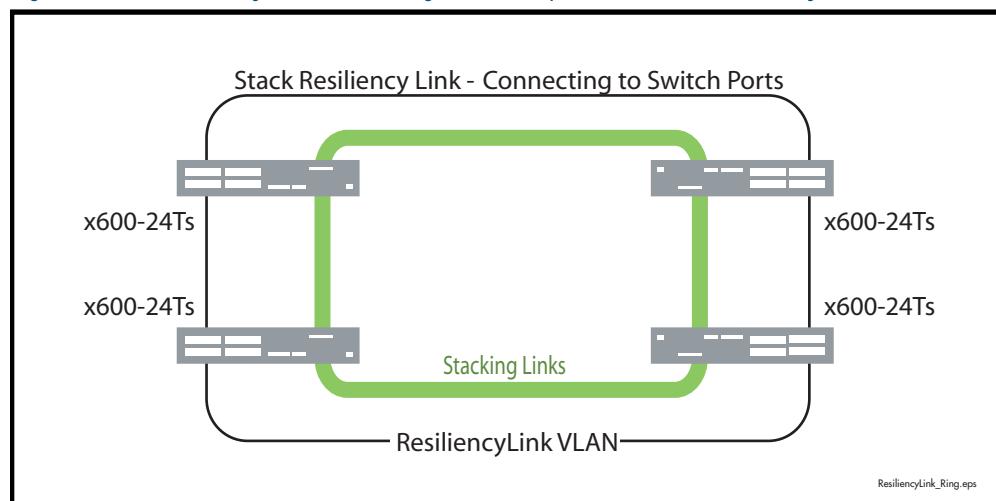 Stack Resiliency Link - Connecting to Switch Ports
x600-24Ts
x600-24Ts
x600-24Ts
x600-24Ts
Stacking Links
ResiliencyLink VLAN
ResiliencyLink_Ring.eps